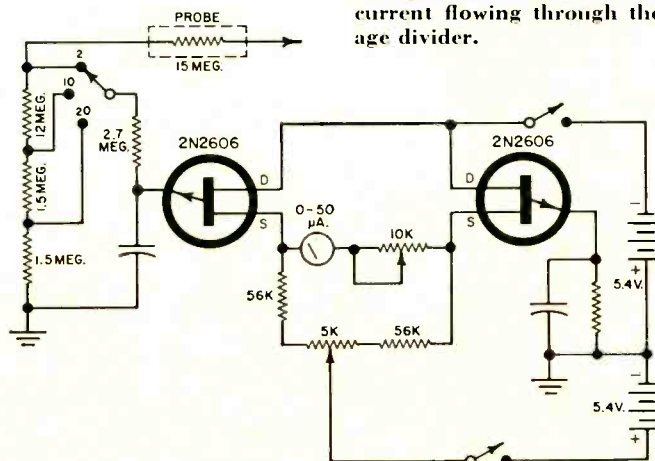 current flowing through the
age divider.
PROBE
15 MEG.
2
10
20
12 MEG.
2.7
MEG.
1.5 MEG.
1.5 MEG.
2N2606
D
S
0-50
µA.
10K
2N2606
D
S
56K
5K
56K
-
+
5.4V.
-
+
5.4V.